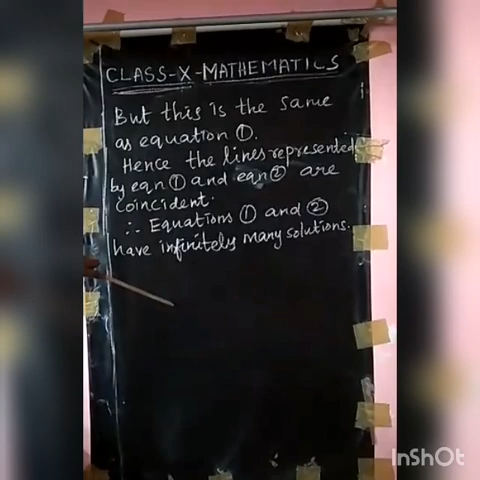 CLASS-X-MATHEMATICS
But this is the same
as equation ①.
Hence the lines represented
by eqn ① and eqn ② are
coincident.
∴ Equations ① and ②
have infinitely many solutions.
InShOt